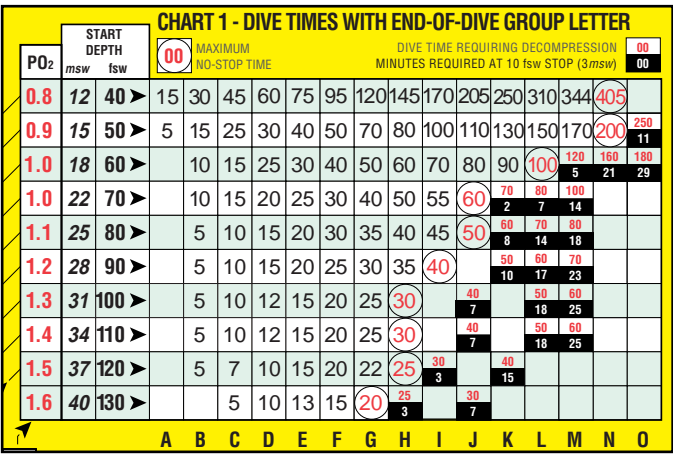 CHART 1 - DIVE TIMES WITH END-OF-DIVE GROUP LETTER
START DEPTH
PO2 msw fsw
00 MAXIMUM NO-STOP TIME
DIVE TIME REQUIRING DECOMPRESSION 00
MINUTES REQUIRED AT 10 fsw STOP (3msw) 00
0.8 12 40 15 30 45 60 75 95 120 145 170 205 250 310 344 405
0.9 15 50 5 15 25 30 40 50 70 80 100 110 130 150 170 200 250
11
1.0 18 60 10 15 25 30 40 50 60 70 80 90 100 120 160 180
5 21 29
1.0 22 70 10 15 20 25 30 40 50 55 60 70 80 100
2 7 14
1.1 25 80 5 10 15 20 30 35 40 45 50 60 70 80
8 14 18
1.2 28 90 5 10 15 20 25 30 35 40 50 60 70
10 17 23
1.3 31 100 5 10 12 15 20 25 30 40 50 60
7 18 25
1.4 34 110 5 10 12 15 20 25 30 40 50 60
7 18 25
1.5 37 120 5 7 10 15 20 22 25 30 40
3 15
1.6 40 130 5 10 13 15 20 25 30
3 7
A B C D E F G H I J K L M N O